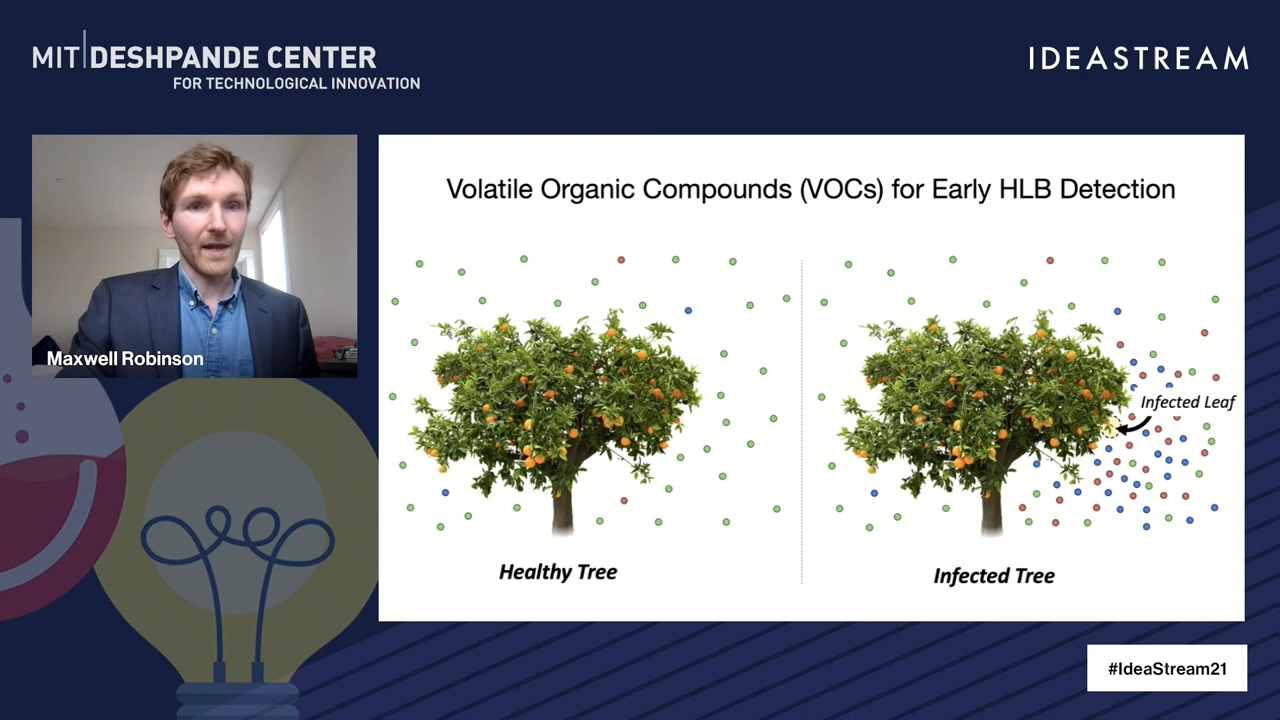 MIT DESHPANDE CENTER
FOR TECHNOLOGICAL INNOVATION
IDEASTREAM
Maxwell Robinson
Volatile Organic Compounds (VOCs) for Early HLB Detection
Infected Leaf
Healthy Tree
Infected Tree
#IdeaStream21